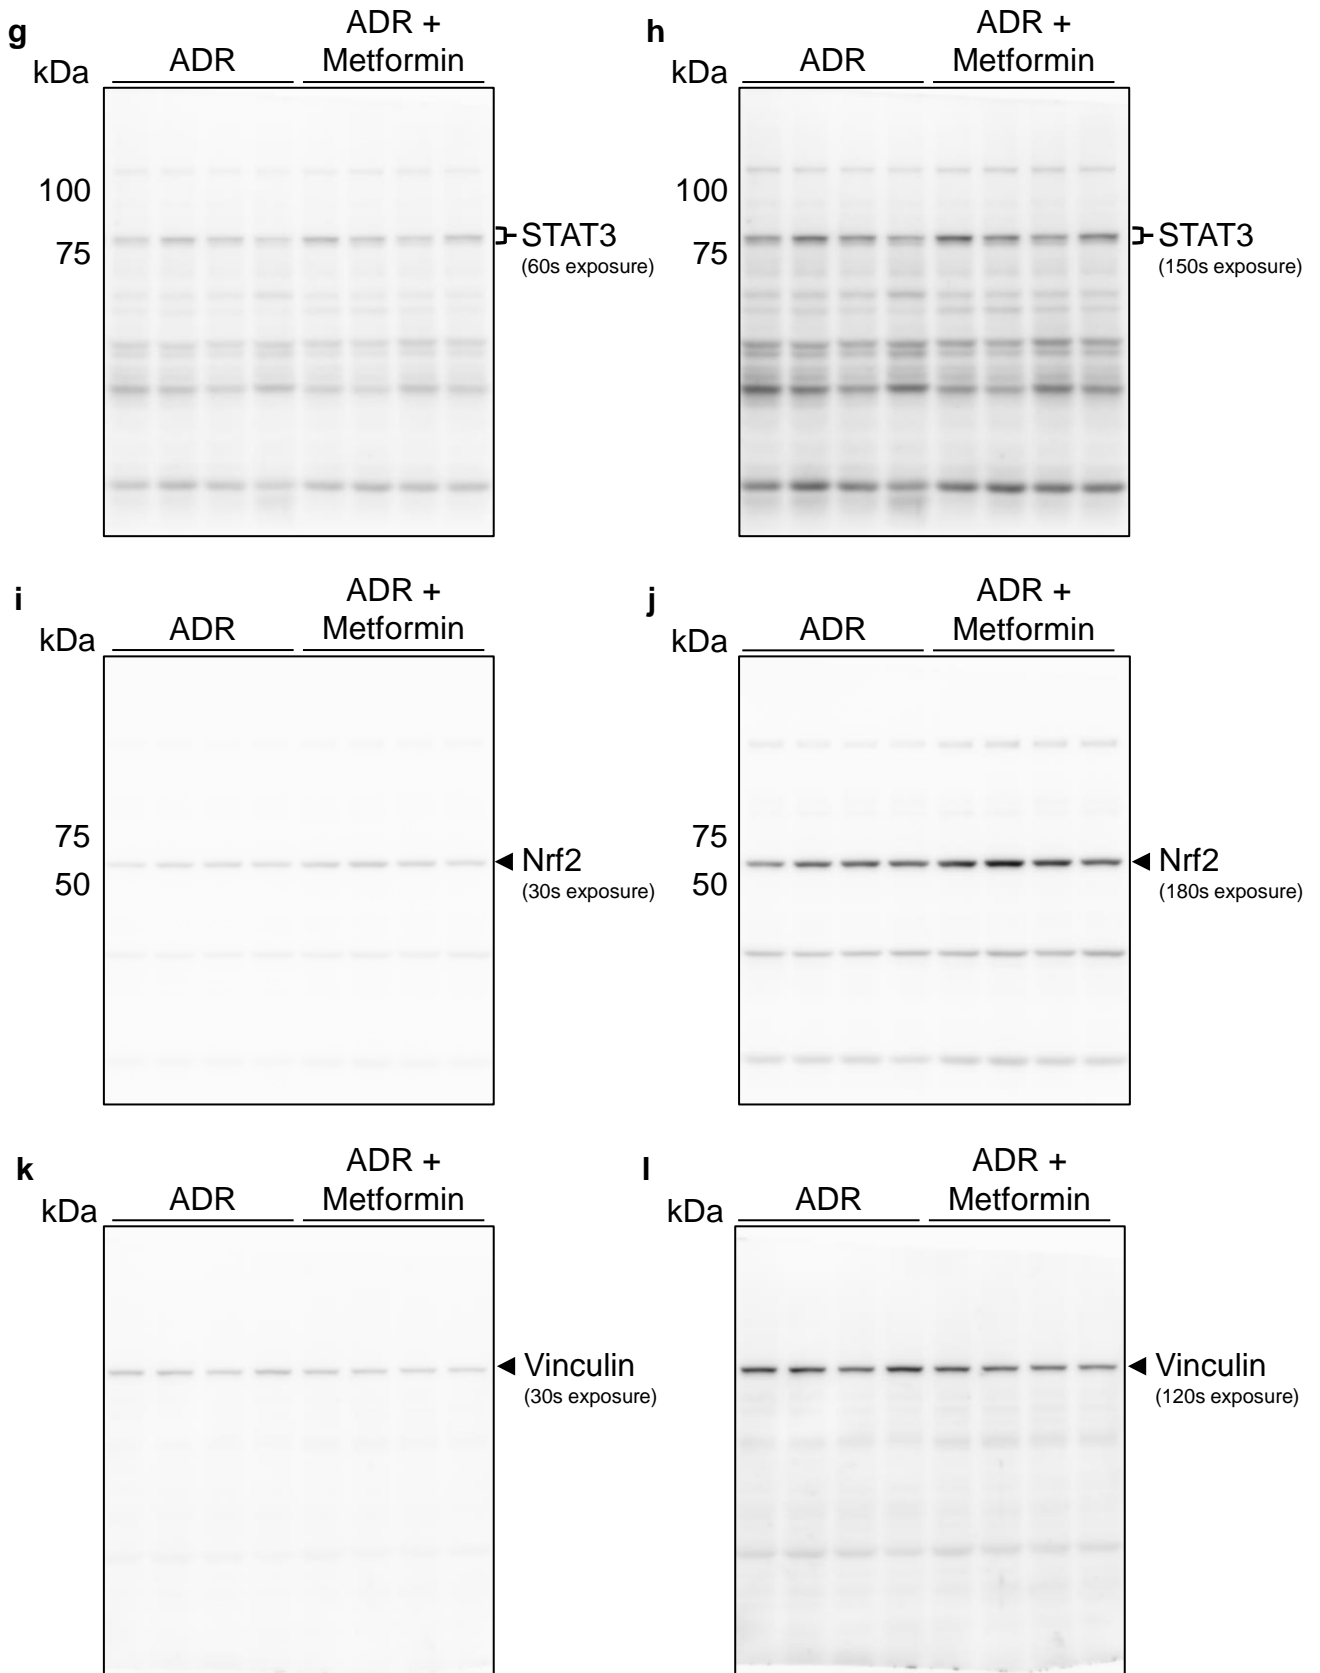 g
kDa
ADR
ADR +
Metformin
100
75
STAT3
(60s exposure)
h
kDa
ADR
ADR +
Metformin
100
75
STAT3
(150s exposure)
i
kDa
ADR
ADR +
Metformin
75
50
Nrf2
(30s exposure)
j
kDa
ADR
ADR +
Metformin
75
50
Nrf2
(180s exposure)
k
kDa
ADR
ADR +
Metformin
Vinculin
(30s exposure)
l
kDa
ADR
ADR +
Metformin
Vinculin
(120s exposure)